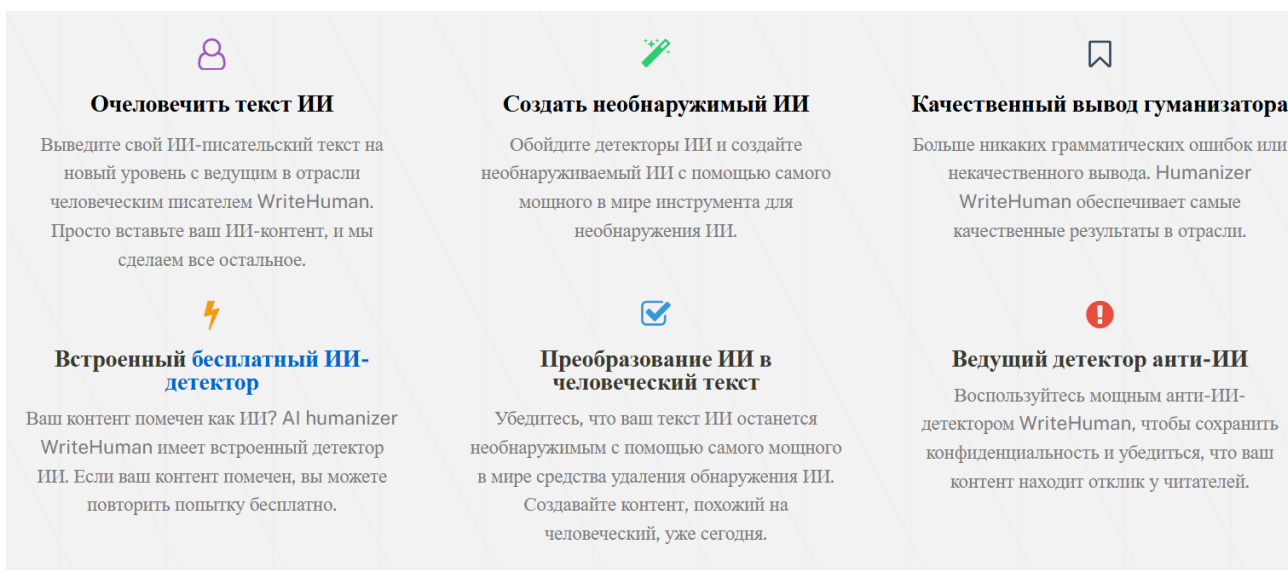 Очеловечить текст ИИ
Выведите свой ИИ-писательский текст на
новый уровень с ведущим в отрасли
человеческим писателем WriteHuman.
Просто вставьте ваш ИИ-контент, и мы
сделаем все остальное.
Создать необнаружимый ИИ
Обойдите детекторы ИИ и создайте
необнаруживаемый ИИ с помощью самого
мощного в мире инструмента для
необнаружения ИИ.
Качественный вывод гуманизатора
Больше никаких грамматических ошибок или
некачественного вывода. Humanizer
WriteHuman обеспечивает самые
качественные результаты в отрасли.
Встроенный бесплатный ИИ-
детектор
Ваш контент помечен как ИИ? AI humanizer
WriteHuman имеет встроенный детектор
ИИ. Если ваш контент помечен, вы можете
повторить попытку бесплатно.
Преобразование ИИ в
человеческий текст
Убедитесь, что ваш текст ИИ останется
необнаружимым с помощью самого мощного
в мире средства удаления обнаружения ИИ.
Создавайте контент, похожий на
человеческий, уже сегодня.
Ведущий детектор анти-ИИ
Воспользуйтесь мощным анти-ИИ-
детектором WriteHuman, чтобы сохранить
конфиденциальность и убедиться, что ваш
контент находит отклик у читателей.